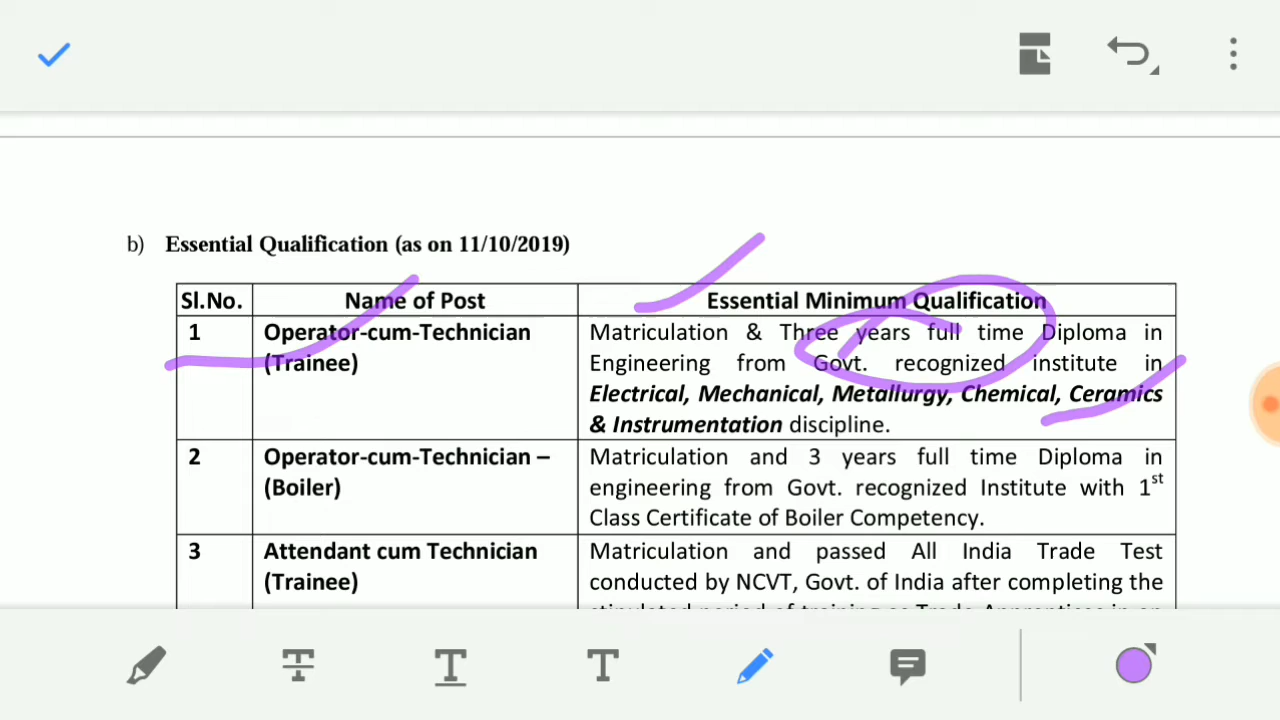 b) Essential Qualification (as on 11/10/2019)
Sl.No. Name of Post Essential Minimum Qualification
1 Operator-cum-Technician (Trainee) Matriculation & Three years full time Diploma in
Engineering from Govt. recognized institute in
Electrical, Mechanical, Metallurgy, Chemical, Ceramics
& Instrumentation discipline.
2 Operator-cum-Technician – (Boiler) Matriculation and 3 years full time Diploma in
engineering from Govt. recognized Institute with 1st
Class Certificate of Boiler Competency.
3 Attendant cum Technician (Trainee) Matriculation and passed All India Trade Test
conducted by NCVT, Govt. of India after completing the